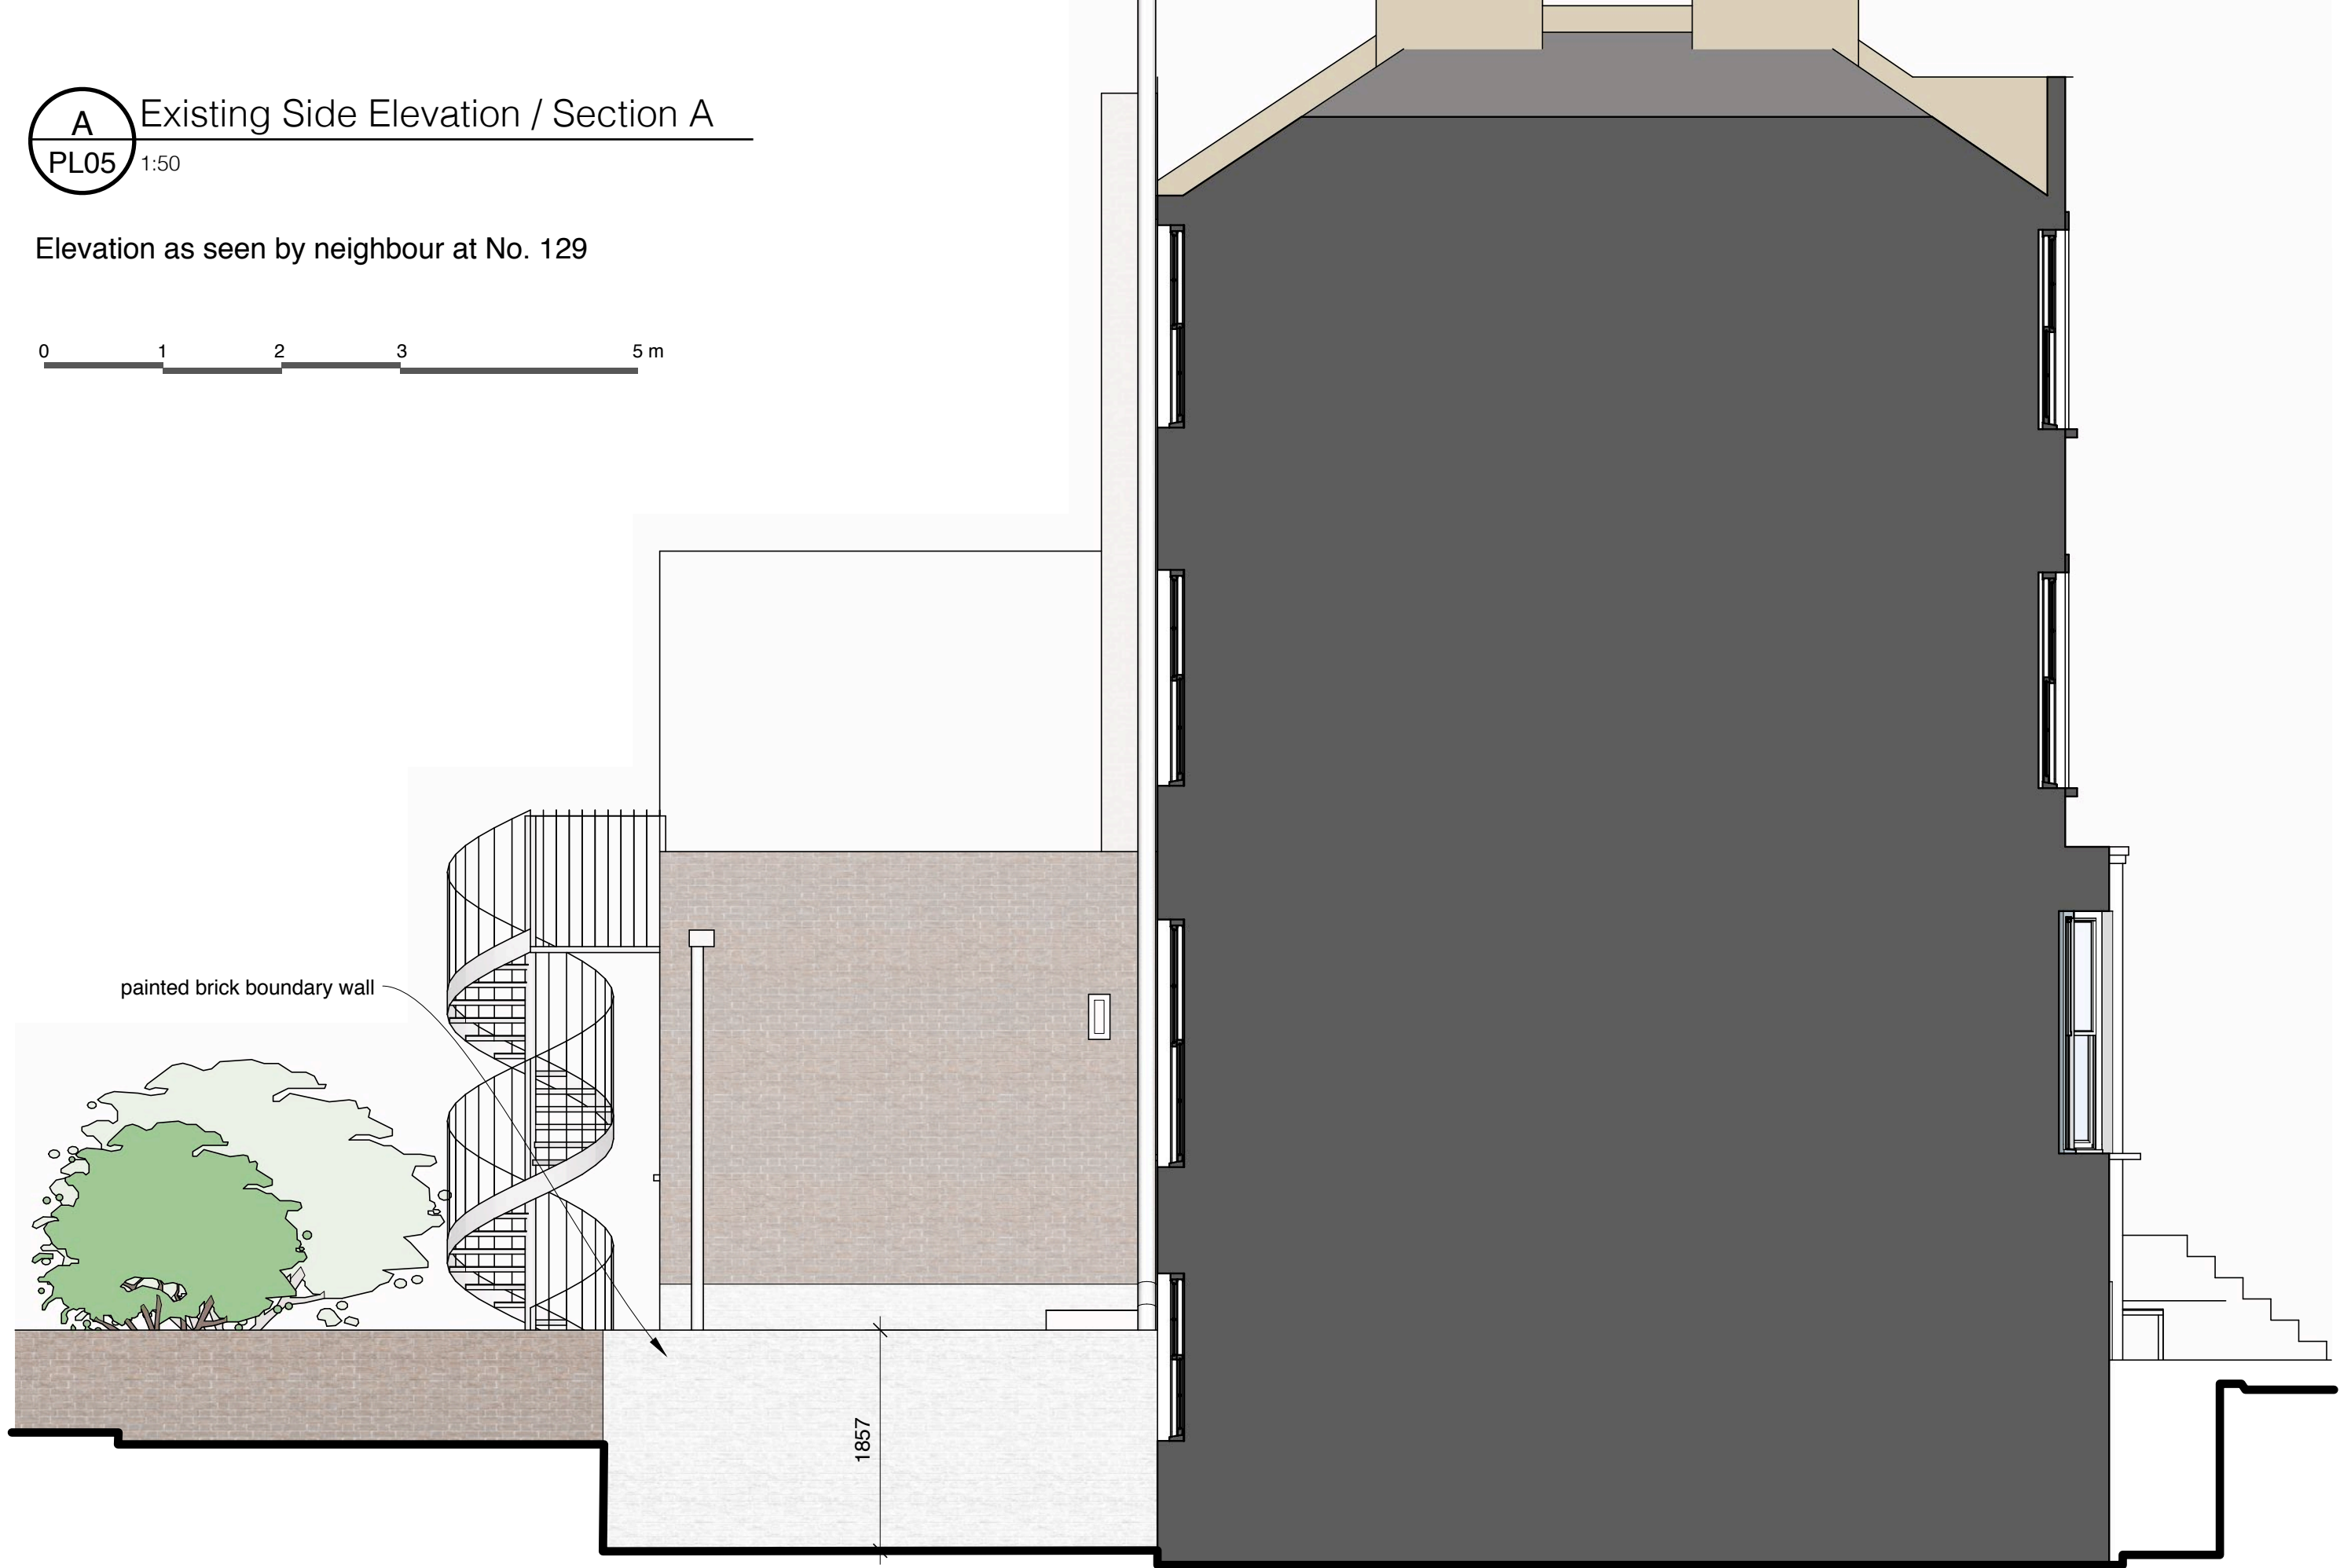 A
PL05
Existing Side Elevation / Section A
1:50
Elevation as seen by neighbour at No. 129
0 1 2 3 5 m
painted brick boundary wall
1857